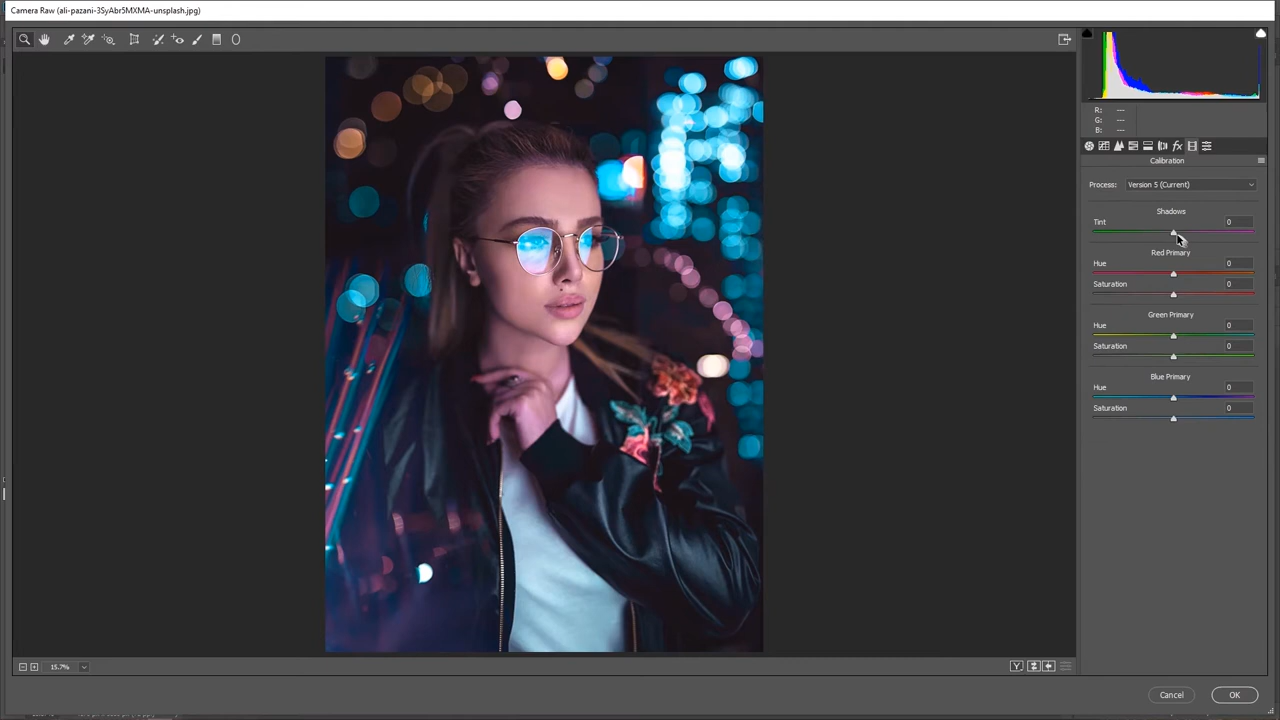 Camera Raw (ali-pazani-3SyAbr5MXMA-unsplash.jpg)
R: ---
G: ---
B: ---
Calibration
Process: Version 5 (Current)
Shadows
Tint 0
Red Primary
Hue 0
Saturation 0
Green Primary
Hue 0
Saturation 0
Blue Primary
Hue 0
Saturation 0
15.7%
Y
Cancel OK